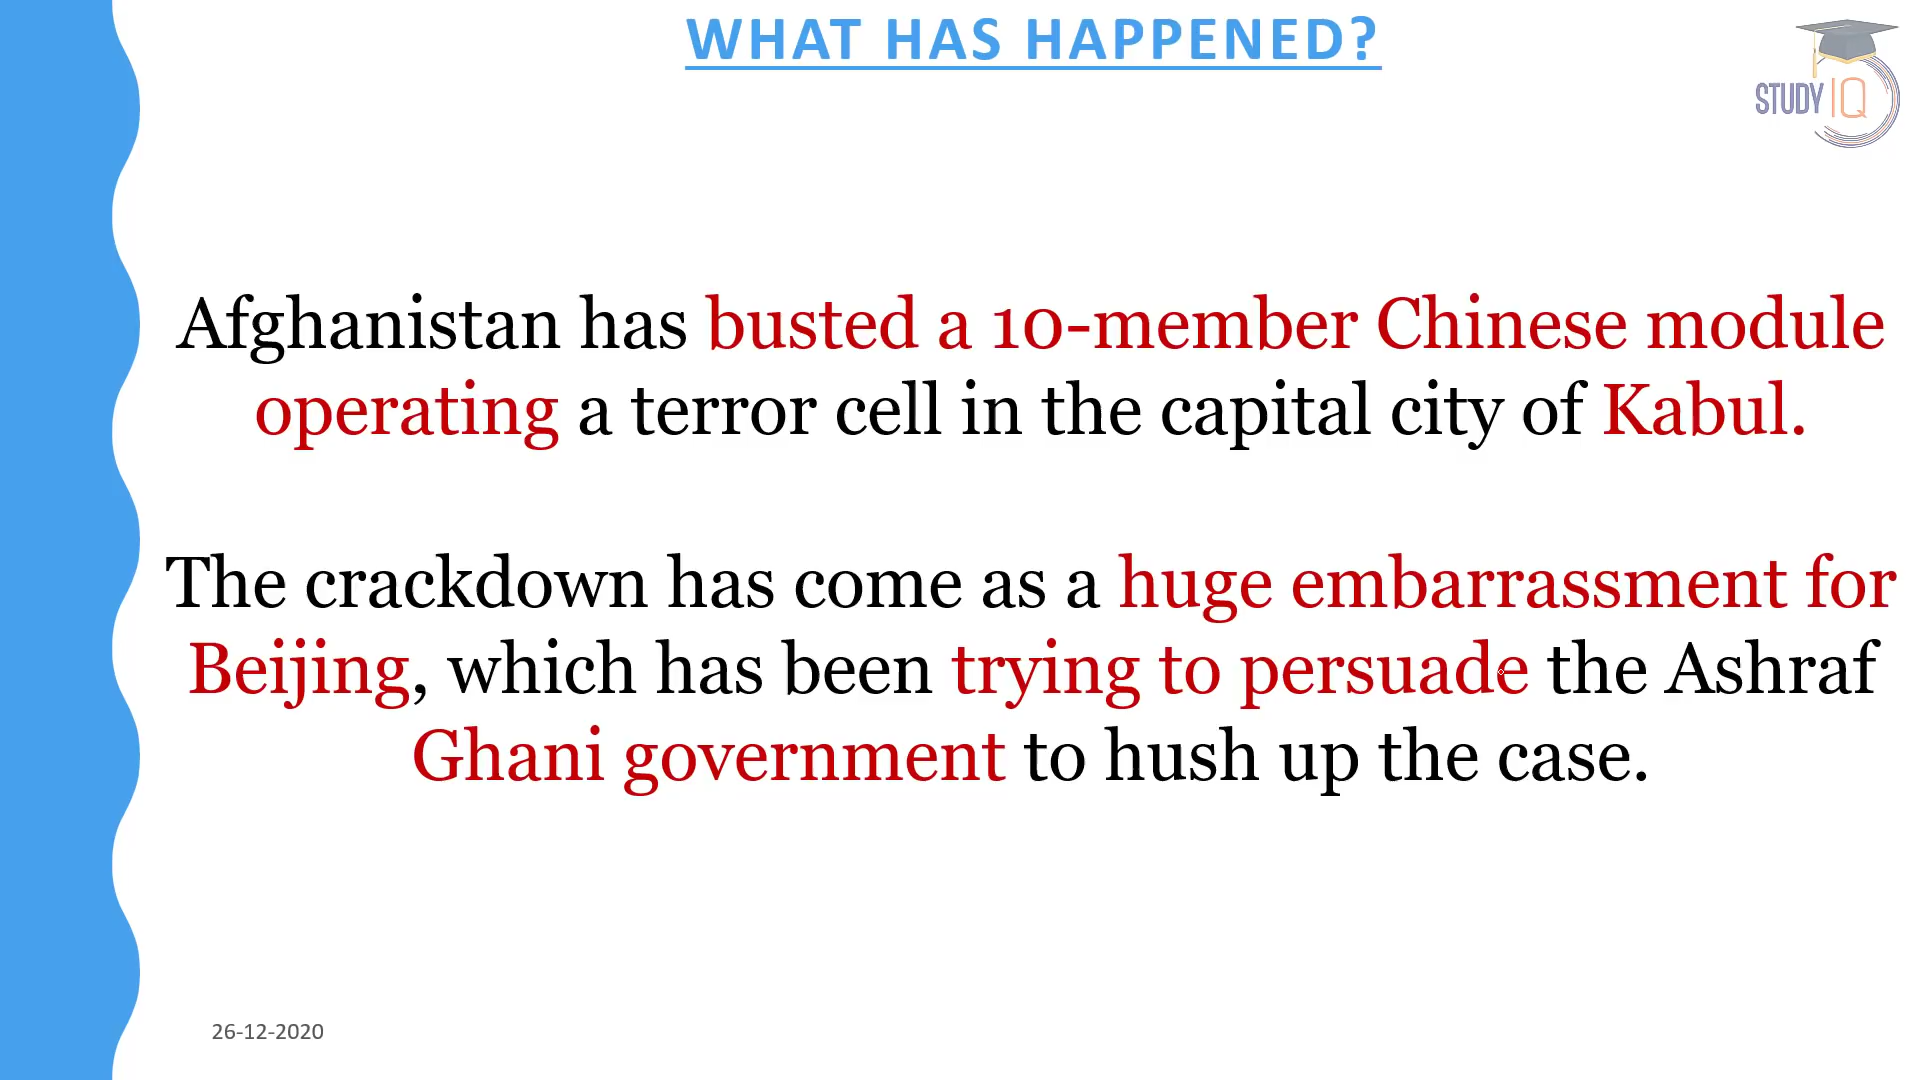 WHAT HAS HAPPENED?
STUDY IQ
Afghanistan has busted a 10-member Chinese module
operating a terror cell in the capital city of Kabul.
The crackdown has come as a huge embarrassment for
Beijing, which has been trying to persuade the Ashraf
Ghani government to hush up the case.
26-12-2020